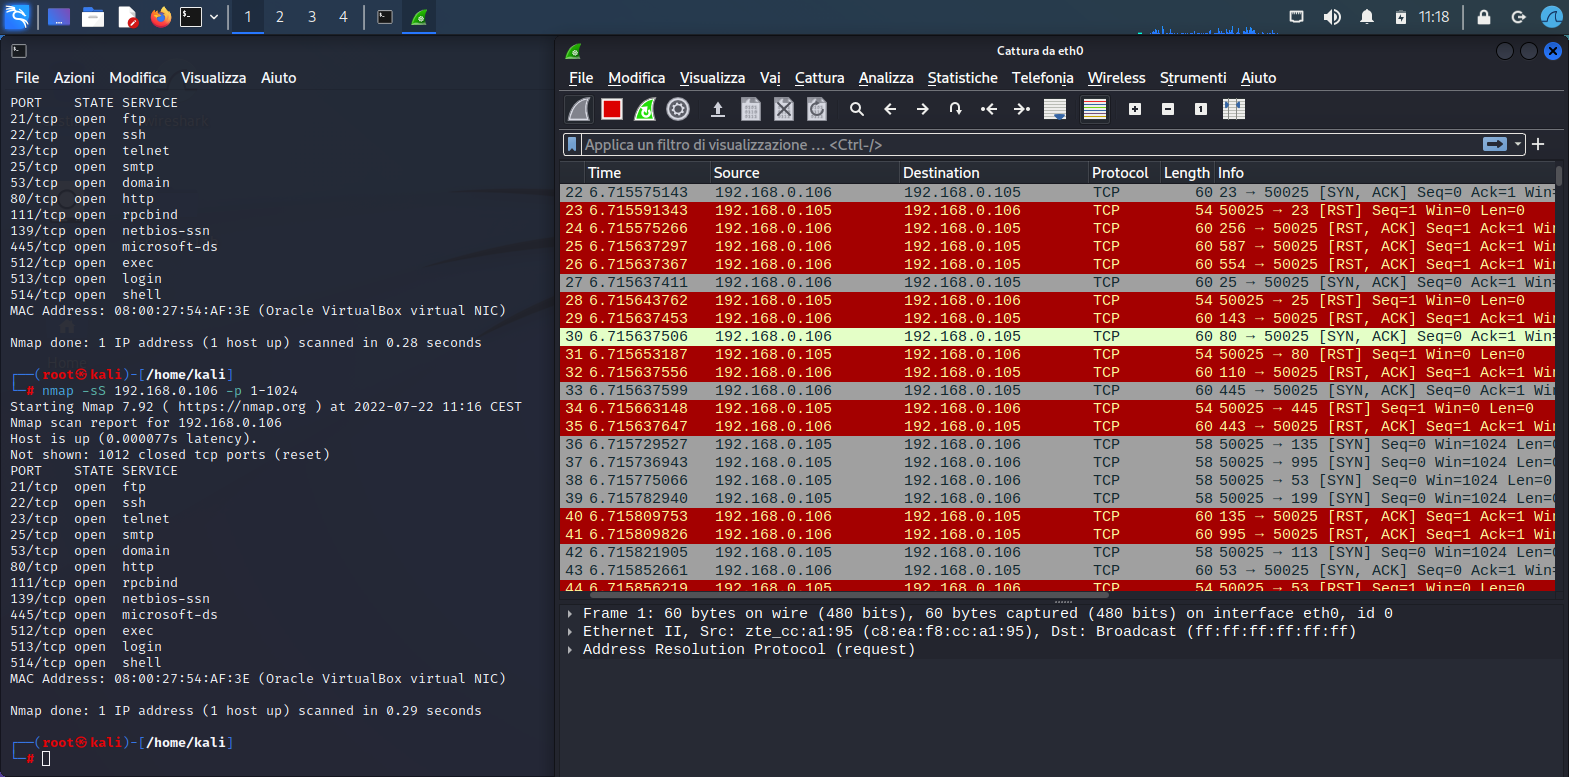 1 2 3 4
11:18
File Azioni Modifica Visualizza Aiuto
PORT STATE SERVICE
21/tcp open ftp
22/tcp open ssh
23/tcp open telnet
25/tcp open smtp
53/tcp open domain
80/tcp open http
111/tcp open rpcbind
139/tcp open netbios-ssn
445/tcp open microsoft-ds
512/tcp open exec
513/tcp open login
514/tcp open shell
MAC Address: 08:00:27:54:AF:3E (Oracle VirtualBox virtual NIC)
Nmap done: 1 IP address (1 host up) scanned in 0.28 seconds
Home
┌──(root㉿kali)-[/home/kali]
└─# nmap -sS 192.168.0.106 -p 1-1024
Starting Nmap 7.92 ( https://nmap.org ) at 2022-07-22 11:16 CEST
Nmap scan report for 192.168.0.106
Host is up (0.000077s latency).
Not shown: 1012 closed tcp ports (reset)
PORT STATE SERVICE
21/tcp open ftp
22/tcp open ssh
23/tcp open telnet
25/tcp open smtp
53/tcp open domain
80/tcp open http
111/tcp open rpcbind
139/tcp open netbios-ssn
445/tcp open microsoft-ds
512/tcp open exec
513/tcp open login
514/tcp open shell
MAC Address: 08:00:27:54:AF:3E (Oracle VirtualBox virtual NIC)
Nmap done: 1 IP address (1 host up) scanned in 0.29 seconds
┌──(root㉿kali)-[/home/kali]
└─#
Cattura da eth0
File Modifica Visualizza Vai Cattura Analizza Statistiche Telefonia Wireless Strumenti Aiuto
Applica un filtro di visualizzazione … <Ctrl-/>
Time Source Destination Protocol Length Info
22 6.715575143 192.168.0.106 192.168.0.105 TCP 60 23 → 50025 [SYN, ACK] Seq=0 Ack=1 Win=
23 6.715591343 192.168.0.105 192.168.0.106 TCP 54 50025 → 23 [RST] Seq=1 Win=0 Len=0
24 6.715575266 192.168.0.106 192.168.0.105 TCP 60 256 → 50025 [RST, ACK] Seq=1 Ack=1 Win
25 6.715637297 192.168.0.106 192.168.0.105 TCP 60 587 → 50025 [RST, ACK] Seq=1 Ack=1 Win
26 6.715637367 192.168.0.106 192.168.0.105 TCP 60 554 → 50025 [RST, ACK] Seq=1 Ack=1 Win
27 6.715637411 192.168.0.106 192.168.0.105 TCP 60 25 → 50025 [SYN, ACK] Seq=0 Ack=1 Win=
28 6.715643762 192.168.0.105 192.168.0.106 TCP 54 50025 → 25 [RST] Seq=1 Win=0 Len=0
29 6.715637453 192.168.0.106 192.168.0.105 TCP 60 143 → 50025 [RST, ACK] Seq=1 Ack=1 Win
30 6.715637506 192.168.0.106 192.168.0.105 TCP 60 80 → 50025 [SYN, ACK] Seq=0 Ack=1 Win=
31 6.715653187 192.168.0.105 192.168.0.106 TCP 54 50025 → 80 [RST] Seq=1 Win=0 Len=0
32 6.715637556 192.168.0.106 192.168.0.105 TCP 60 110 → 50025 [RST, ACK] Seq=1 Ack=1 Win
33 6.715637599 192.168.0.106 192.168.0.105 TCP 60 445 → 50025 [SYN, ACK] Seq=0 Ack=1 Win
34 6.715663148 192.168.0.105 192.168.0.106 TCP 54 50025 → 445 [RST] Seq=1 Win=0 Len=0
35 6.715637647 192.168.0.106 192.168.0.105 TCP 60 443 → 50025 [RST, ACK] Seq=1 Ack=1 Win
36 6.715729527 192.168.0.105 192.168.0.106 TCP 58 50025 → 135 [SYN] Seq=0 Win=1024 Len=0
37 6.715736943 192.168.0.105 192.168.0.106 TCP 58 50025 → 995 [SYN] Seq=0 Win=1024 Len=
38 6.715775066 192.168.0.105 192.168.0.106 TCP 58 50025 → 53 [SYN] Seq=0 Win=1024 Len=0
39 6.715782940 192.168.0.105 192.168.0.106 TCP 58 50025 → 199 [SYN] Seq=0 Win=1024 Len=
40 6.715809753 192.168.0.106 192.168.0.105 TCP 60 135 → 50025 [RST, ACK] Seq=1 Ack=1 Win
41 6.715809826 192.168.0.106 192.168.0.105 TCP 60 995 → 50025 [RST, ACK] Seq=1 Ack=1 Win
42 6.715821905 192.168.0.105 192.168.0.106 TCP 58 50025 → 113 [SYN] Seq=0 Win=1024 Len=
43 6.715852661 192.168.0.106 192.168.0.105 TCP 60 53 → 50025 [SYN, ACK] Seq=0 Ack=1 Win=
44 6.715856219 192.168.0.105 192.168.0.106 TCP 54 50025 → 53 [RST] Seq=1 Win=0 Len=0
Frame 1: 60 bytes on wire (480 bits), 60 bytes captured (480 bits) on interface eth0, id 0
Ethernet II, Src: zte_cc:a1:95 (c8:ea:f8:cc:a1:95), Dst: Broadcast (ff:ff:ff:ff:ff:ff)
Address Resolution Protocol (request)